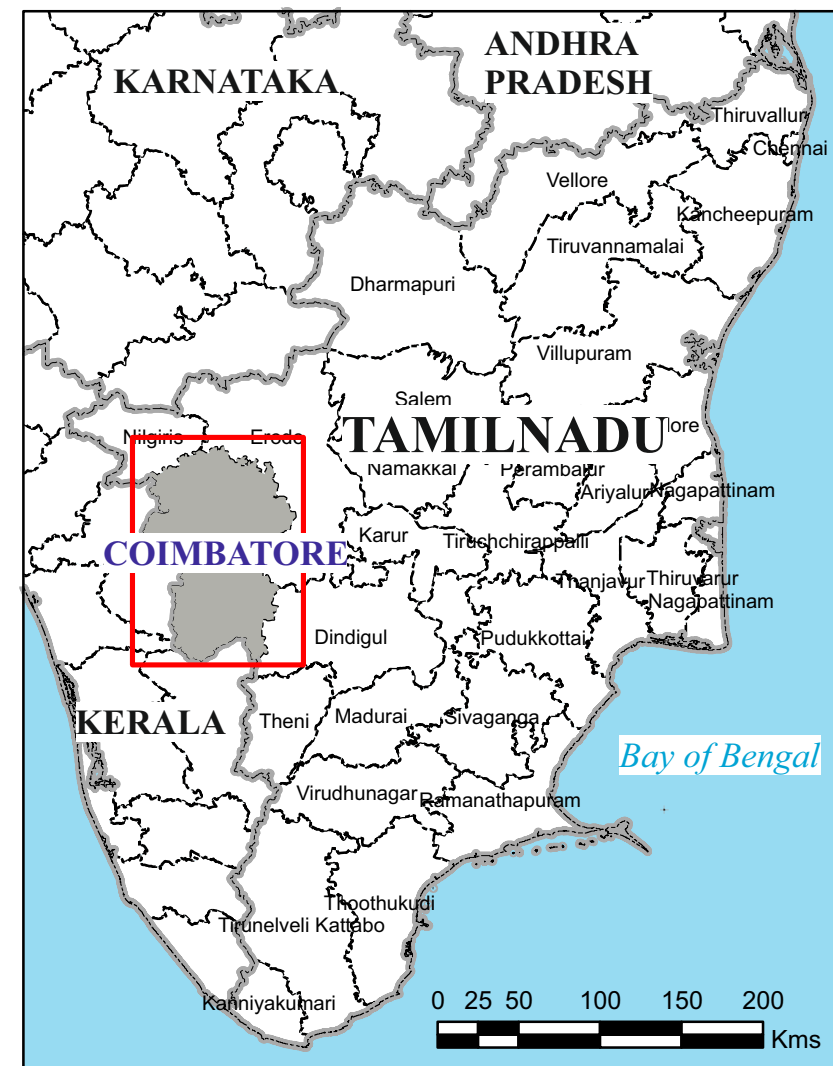 ANDHRA
PRADESH
KARNATAKA
Thiruvallur
Chennai
Vellore
Kancheepuram
Tiruvannamalai
Dharmapuri
Villupuram
Salem
TAMILNADU
lore
Nilgiris
Erode
Namakkal
Perambalur
Ariyalur
Nagapattinam
Karur
Tiruchchirappalli
COIMBATORE
Thanjavur
Thiruvarur
Nagapattinam
Dindigul
Pudukkottai
KERALA
Theni
Madurai
Sivaganga
Bay of Bengal
Virudhunagar
Ramanathapuram
Thoothukudi
Tirunelveli Kattabo
Kanniyakumari
0 25 50 100 150 200
Kms